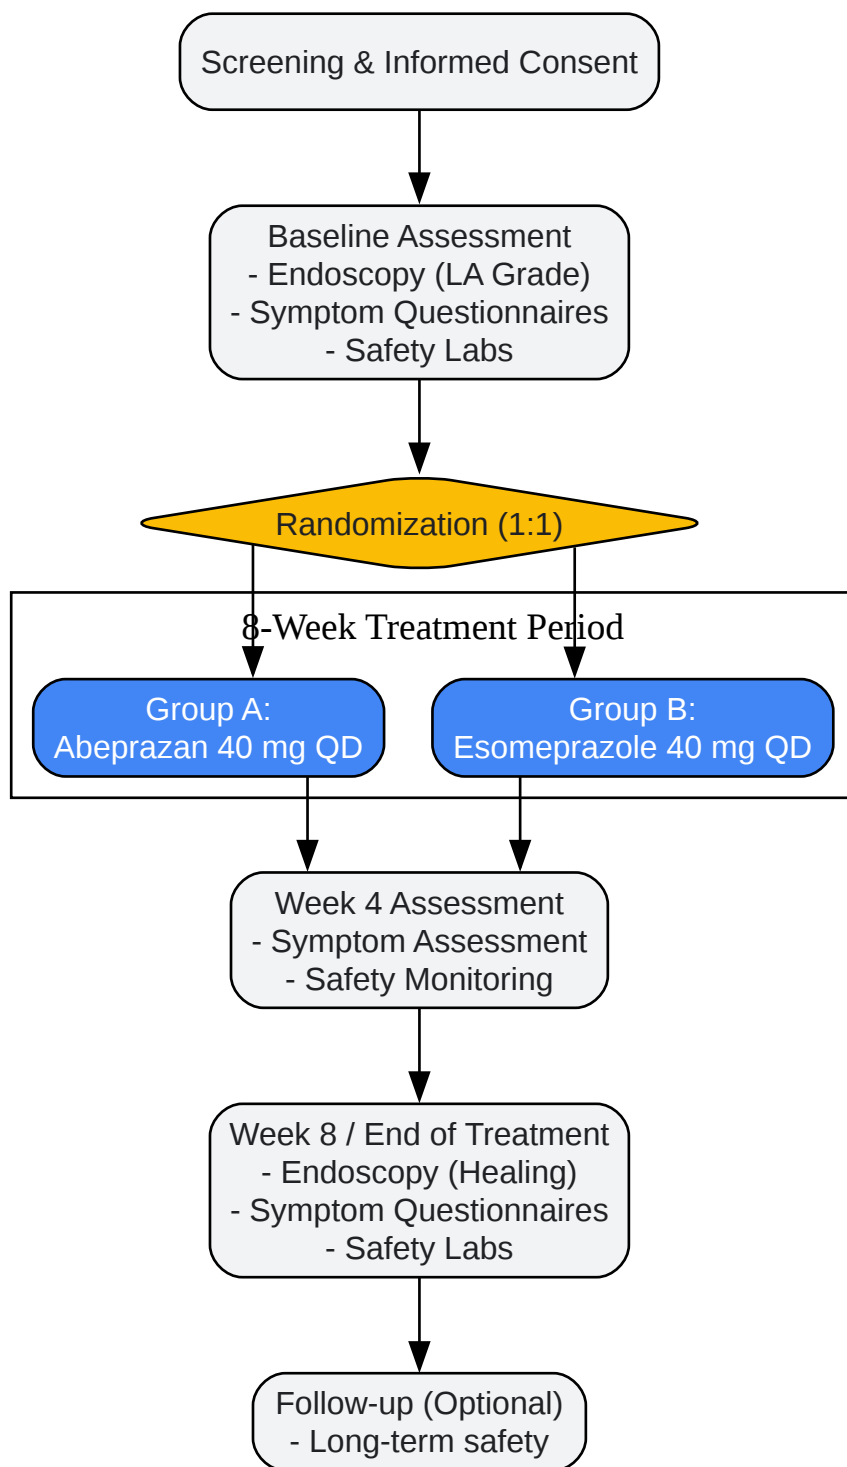 Screening & Informed Consent
Baseline Assessment
- Endoscopy (LA Grade)
- Symptom Questionnaires
- Safety Labs
Randomization (1:1)
8-Week Treatment Period
Group A:
Abeprazan 40 mg QD
Group B:
Esomeprazole 40 mg QD
Week 4 Assessment
- Symptom Assessment
- Safety Monitoring
Week 8 / End of Treatment
- Endoscopy (Healing)
- Symptom Questionnaires
- Safety Labs
Follow-up (Optional)
- Long-term safety